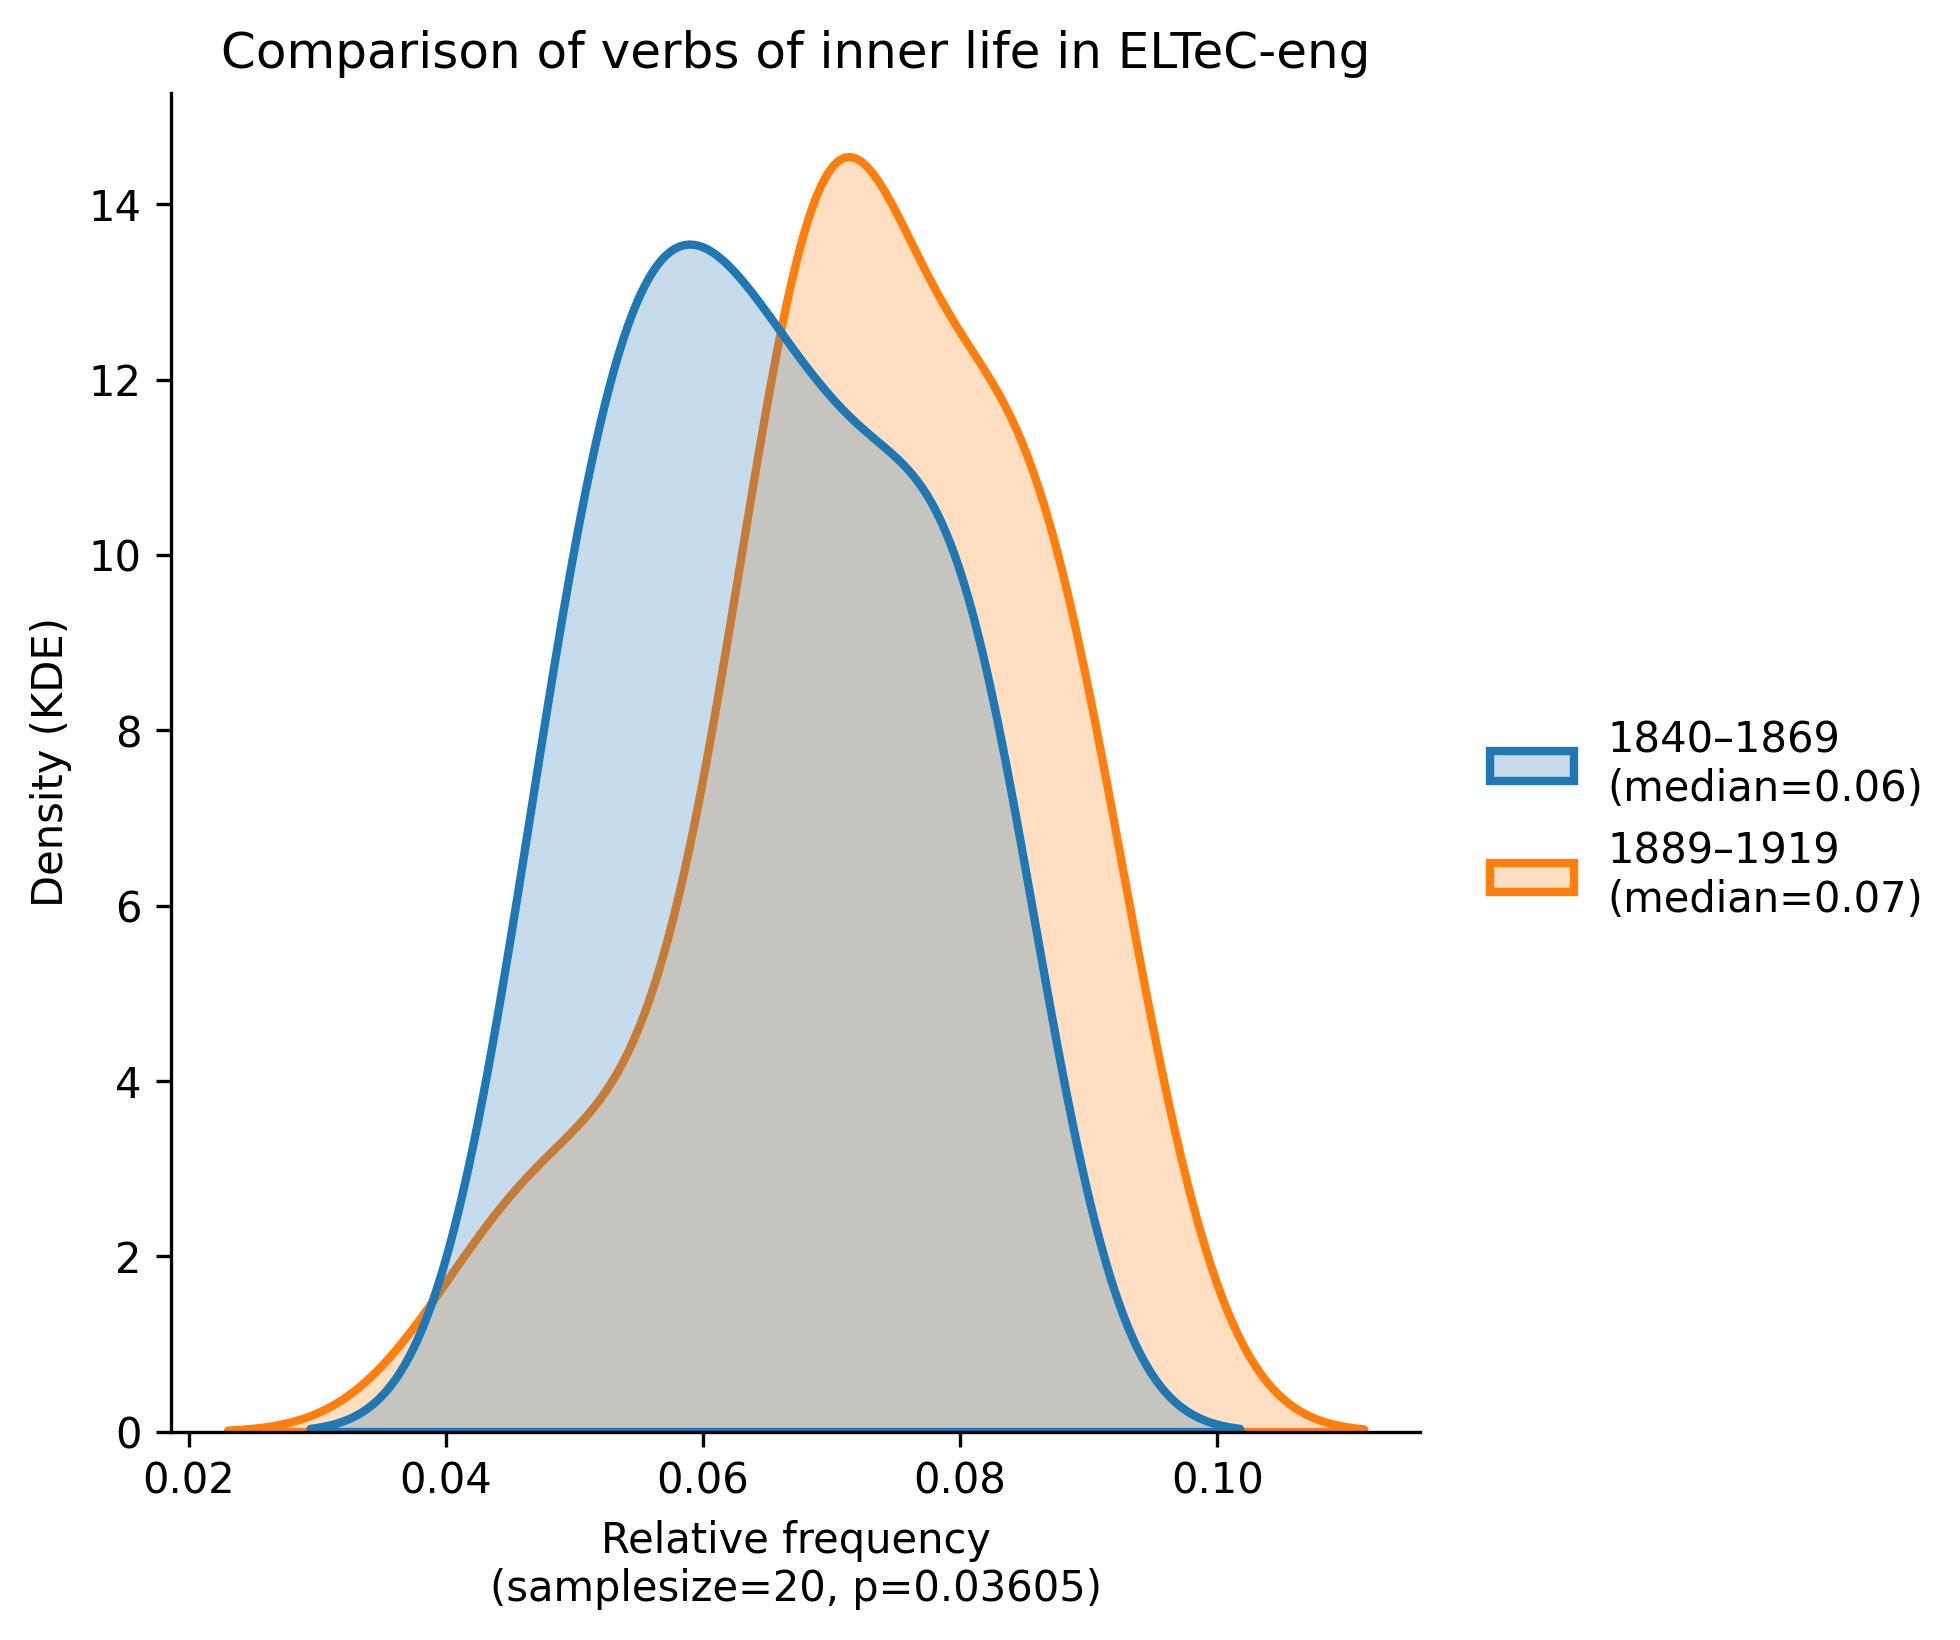 Comparison of verbs of inner life in ELTeC-eng
Density (KDE)
14
12
10
8
6
4
2
0
0.02
0.04
0.06
0.08
0.10
Relative frequency
(samplesize=20, p=0.03605)
1840–1869
(median=0.06)
1889–1919
(median=0.07)